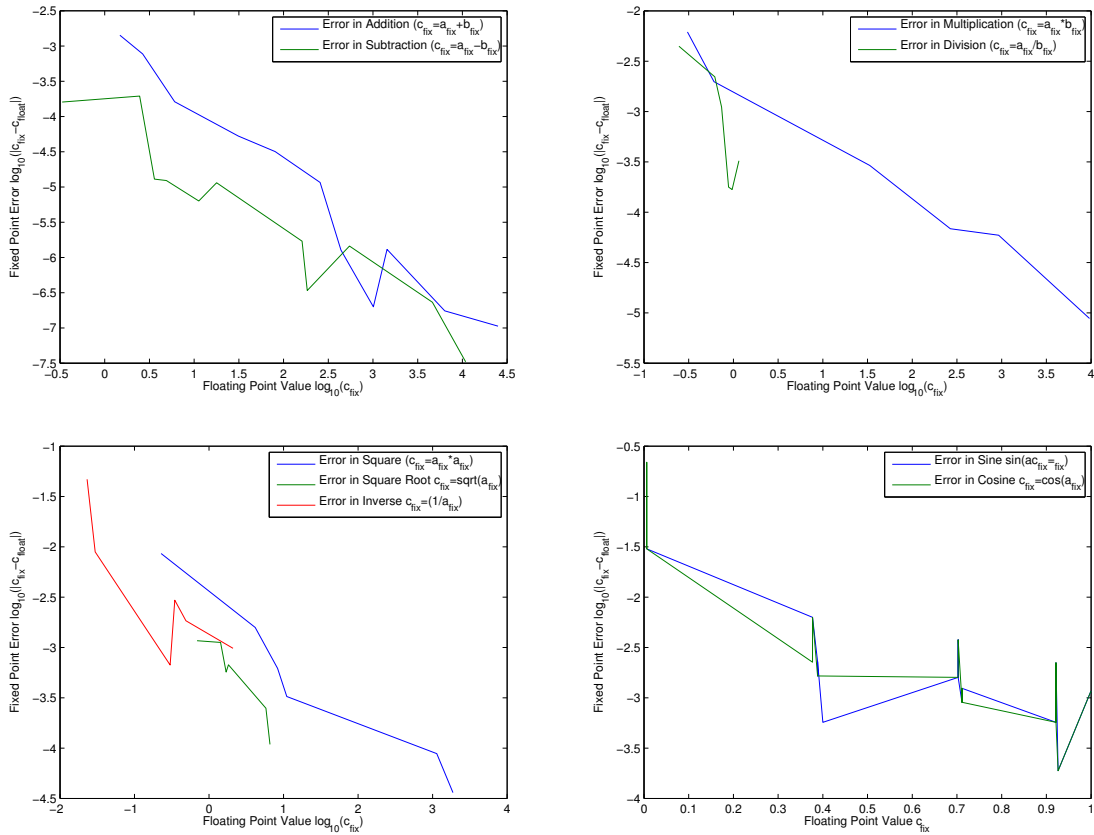 Error in Addition (c_fix=a_fix+b_fix)
Error in Subtraction (c_fix=a_fix−b_fix)
Fixed Point Error log10(|c_fix−c_float|)
−2.5
−3
−3.5
−4
−4.5
−5
−5.5
−6
−6.5
−7
−7.5
−0.5 0 0.5 1 1.5 2 2.5 3 3.5 4 4.5
Floating Point Value log10(c_fix)
Error in Multiplication (c_fix=a_fix*b_fix)
Error in Division (c_fix=a_fix/b_fix)
Fixed Point Error log10(|c_fix−c_float|)
−2
−2.5
−3
−3.5
−4
−4.5
−5
−5.5
−1 −0.5 0 0.5 1 1.5 2 2.5 3 3.5 4
Floating Point Value log10(c_fix)
Error in Square (c_fix=a_fix*a_fix)
Error in Square Root c_fix=sqrt(a_fix)
Error in Inverse c_fix=(1/a_fix)
Fixed Point Error log10(|c_fix−c_float|)
−1
−1.5
−2
−2.5
−3
−3.5
−4
−4.5
−2 −1 0 1 2 3 4
Floating Point Value log10(c_fix)
Error in Sine sin(ac_fix=_fix)
Error in Cosine c_fix=cos(a_fix)
Fixed Point Error log10(|c_fix−c_float|)
−0.5
−1
−1.5
−2
−2.5
−3
−3.5
−4
0 0.1 0.2 0.3 0.4 0.5 0.6 0.7 0.8 0.9 1
Floating Point Value c_fix